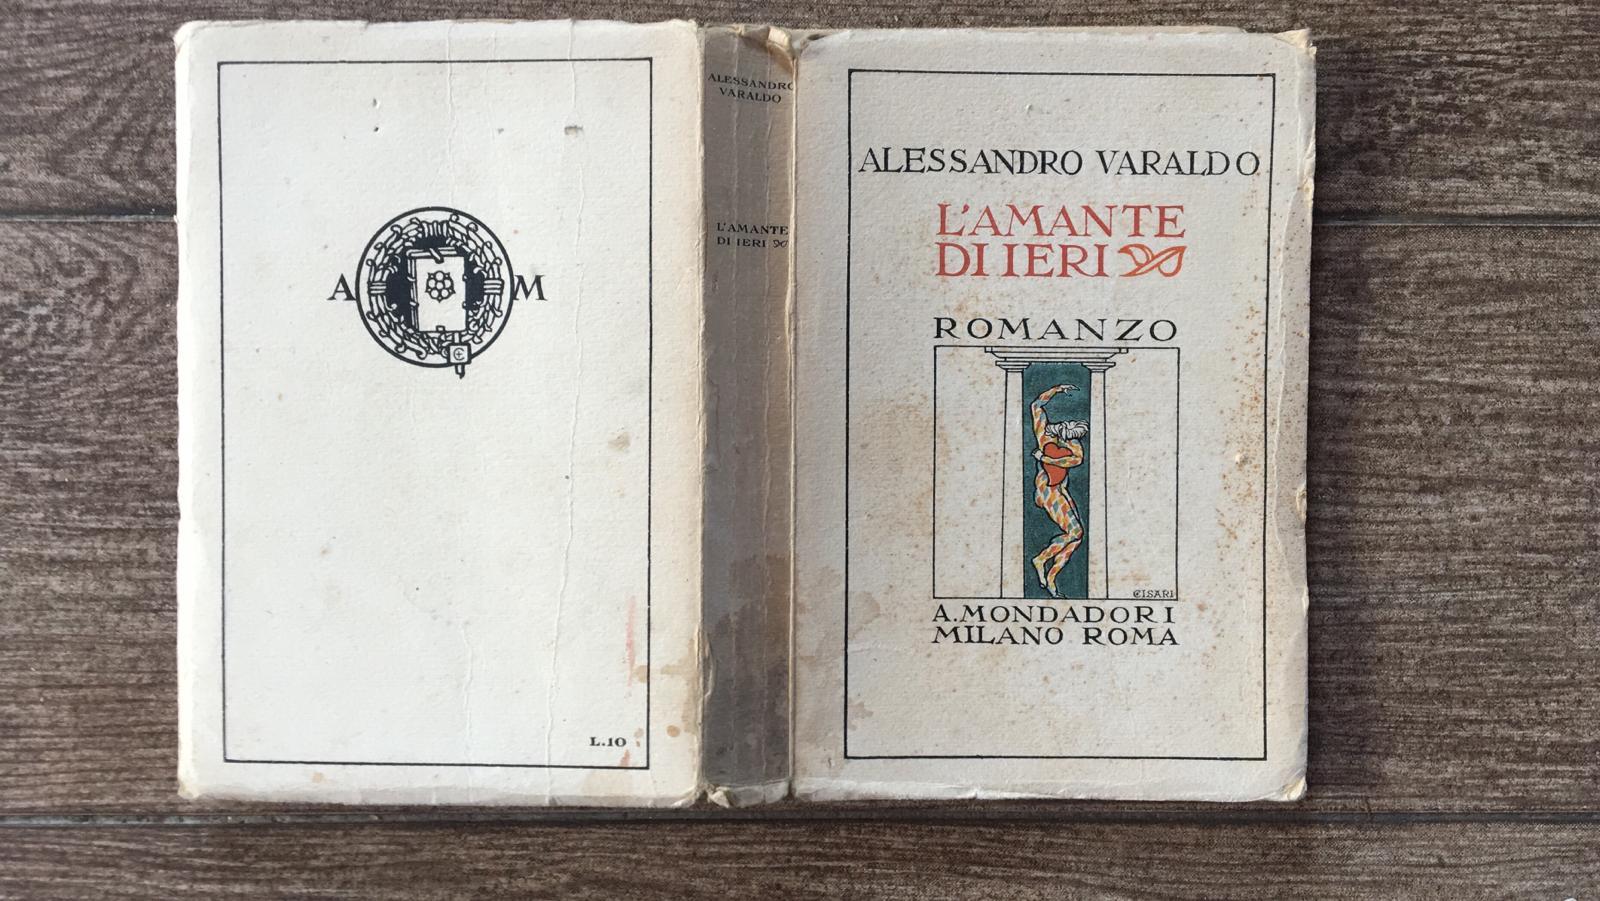 A M
L.10
ALESSANDRO
VARALDO
L'AMANTE
DI IERI
ALESSANDRO VARALDO
L'AMANTE
DI IERI
ROMANZO
CISARI
A. MONDADORI
MILANO ROMA